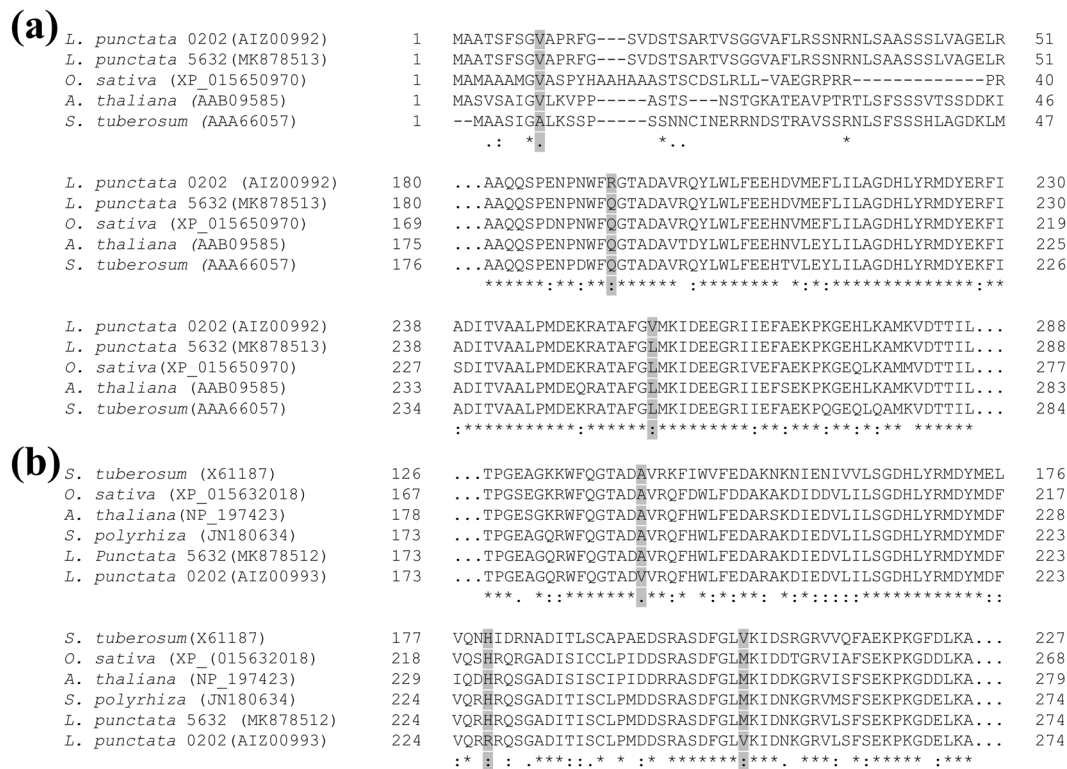 (a)
L. punctata 0202(AIZ00992) 1 MAATSFSGVAPRFG---SVDSTSARTVSGGVAFLRSSNRNLSAASSSLVAGELR 51
L. punctata 5632(MK878513) 1 MAATSFSGVAPRFG---SVDSTSARTVSGGVAFLRSSNRNLSAASSSLVAGELR 51
O. sativa (XP_015650970) 1 MAMAAAMGVASPYHAAHAAASTSCDSLRLL-VAEGRPRR--------------PR 40
A. thaliana (AAB09585) 1 MASVSAIGVLKVPP-----ASTS---NSTGKATEAVPTRTLSFSSSVTSSDDKI 46
S. tuberosum (AAA66057) 1 --MAASIGALKSSP-----SSNNCINERRNDSTRAVSSRNLSFSSSHLAGDKLM 47
.: *. *.. *
L. punctata 0202 (AIZ00992) 180 ...AAQQSPENPNWFRGTADAVRQYLWLFEEHDVMEFLILAGDHLYRMDYERFI 230
L. punctata 5632(MK878513) 180 ...AAQQSPENPNWFQGTADAVRQYLWLFEEHDVMEFLILAGDHLYRMDYERFI 230
O. sativa (XP_015650970) 169 ...AAQQSPDNPNWFQGTADAVRQYLWLFEEHNVMEFLILAGDHLYRMDYEKFI 219
A. thaliana (AAB09585) 175 ...AAQQSPENPNWFQGTADAVTDYLWLFEEHNVLEYLILAGDHLYRMDYEKFI 225
S. tuberosum (AAA66057) 176 ...AAQQSPENPDWFQGTADAVRQYLWLFEEHTVLEYLILAGDHLYRMDYEKFI 226
******:**:**:****** :******** *:*:**************:**
L. punctata 0202(AIZ00992) 238 ADITVAALPMDEKRATAFGVMKIDEEGRIIEFAEKPKGEHLKAMKVDTTIL... 288
L. punctata 5632(MK878513) 238 ADITVAALPMDEKRATAFGLMKIDEEGRIIEFAEKPKGEHLKAMKVDTTIL... 288
O. sativa(XP_015650970) 227 SDITVAALPMDEKRATAFGLMKIDEEGRIVEFAEKPKGEQLKAMMVDTTIL... 277
A. thaliana (AAB09585) 233 ADITVAALPMDEQRATAFGLMKIDEEGRIIEFSEKPKGEHLKAMKVDTTIL... 283
S. tuberosum(AAA66057) 234 ADITVAALPMDEKRATAFGLMKIDEEGRIIEFAEKPQGEQLQAMKVDTTIL... 284
:***********:******:*********:**:***:**:*:** ******
(b)
S. tuberosum (X61187) 126 ...TPGEAGKKWFQGTADAVRKFIWVFEDAKNKNIENIVVLSGDHLYRMDYMEL 176
O. sativa (XP_015632018) 167 ...TPGSEGKRWFQGTADAVRQFDWLFDDAKAKDIDDVLILSGDHLYRMDYMDF 217
A. thaliana(NP_197423) 178 ...TPGESGKRWFQGTADAVRQFHWLFEDARSKDIEDVLILSGDHLYRMDYMDF 228
S. polyrhiza (JN180634) 173 ...TPGEAGQRWFQGTADAVRQFHWLFEDARAKDIEDVLILSGDHLYRMDYMDF 223
L. Punctata 5632(MK878512) 173 ...TPGEAGQRWFQGTADAVRQFHWLFEDARAKDIEDVLILSGDHLYRMDYMDF 223
L. punctata 0202(AIZ00993) 173 ...TPGEAGQRWFQGTADVVRQFHWLFEDARAKDIEDVLILSGDHLYRMDYMDF 223
***. *::*******.**:* *:*:**: *:*:::::************::
S. tuberosum(X61187) 177 VQNHIDRNADITLSCAPAEDSRASDFGLVKIDSRGRVVQFAEKPKGFDLKA... 227
O. sativa (XP_(015632018) 218 VQSHRQRGADISICCLPIDDSRASDFGLMKIDDTGRVIAFSEKPKGDDLKA... 268
A. thaliana (NP_197423) 229 IQDHRQSGADISISCIPIDDRRASDFGLMKIDDKGRVISFSEKPKGDDLKA... 279
S. polyrhiza (JN180634) 224 VQRHRQSGADITISCLPMDDSRASDFGLMKIDNKGRVMSFSEKPKGDELKA... 274
L. punctata 5632 (MK878512) 224 VQRHRQSGADITISCLPMDDSRASDFGLMKIDNKGRVLSFSEKPKGDELKA... 274
L. punctata 0202(AIZ00993) 224 VQRRRQSGADITISCLPMDDSRASDFGLVKIDNKGRVLSFSEKPKGDELKA... 274
:* : : .***::.* * :* *******:***. ***: *:***** :***